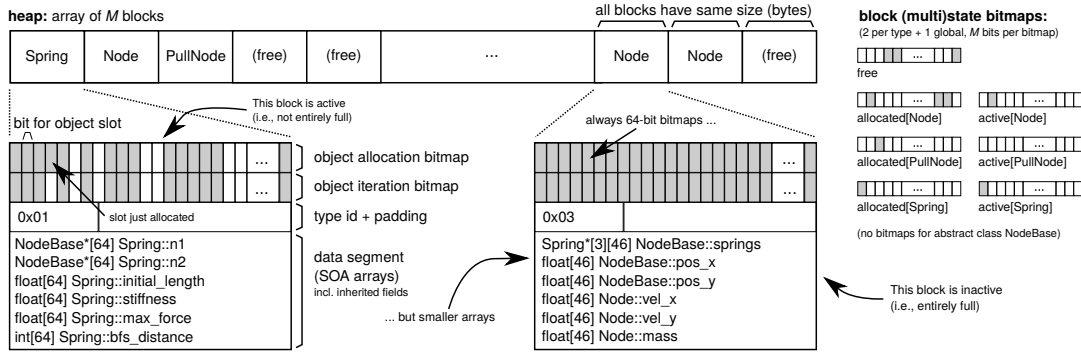 heap: array of M blocks
all blocks have same size (bytes)
Spring
Node
PullNode
(free)
(free)
...
Node
Node
(free)
This block is active
(i.e., not entirely full)
bit for object slot
...
...
slot just allocated
0x01
NodeBase*[64] Spring::n1
NodeBase*[64] Spring::n2
float[64] Spring::initial_length
float[64] Spring::stiffness
float[64] Spring::max_force
int[64] Spring::bfs_distance
object allocation bitmap
object iteration bitmap
type id + padding
data segment
(SOA arrays)
incl. inherited fields
always 64-bit bitmaps ...
... but smaller arrays
...
...
0x03
Spring*[3][46] NodeBase::springs
float[46] NodeBase::pos_x
float[46] NodeBase::pos_y
float[46] Node::vel_x
float[46] Node::vel_y
float[46] Node::mass
This block is inactive
(i.e., entirely full)
block (multi)state bitmaps:
(2 per type + 1 global, M bits per bitmap)
...
free
...
...
allocated[Node]
active[Node]
...
...
allocated[PullNode]
active[PullNode]
...
...
allocated[Spring]
active[Spring]
(no bitmaps for abstract class NodeBase)